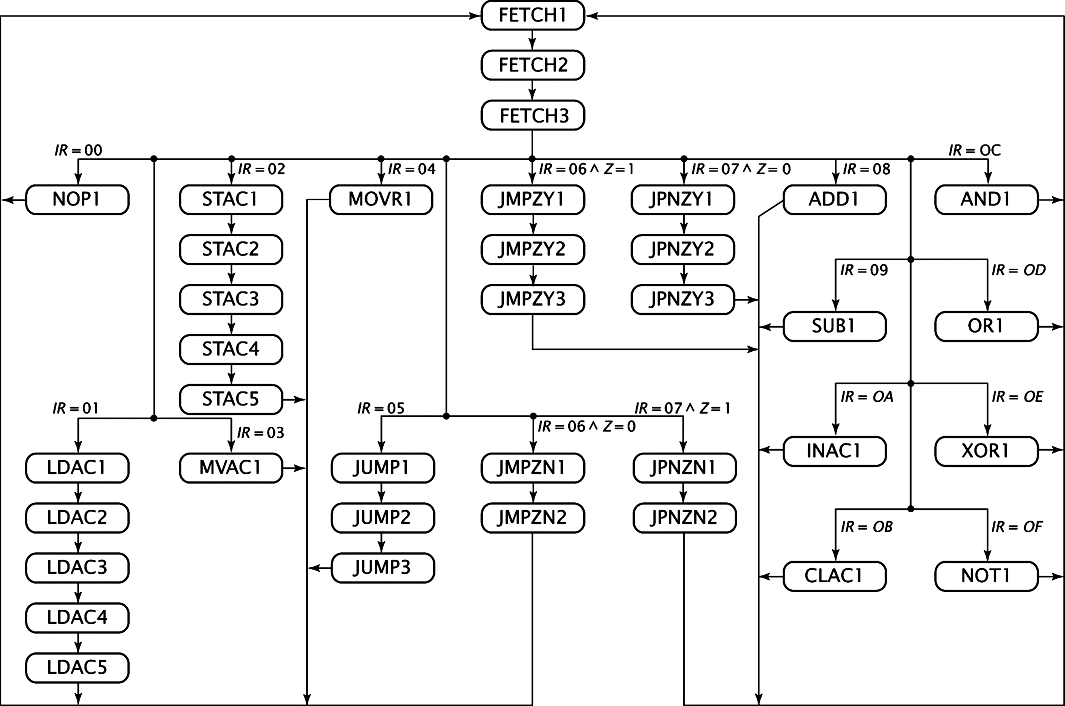 FETCH1
FETCH2
FETCH3
IR = 00
IR = 02
IR = 04
IR = 06 ∧ Z = 1
IR = 07 ∧ Z = 0
IR = 08
IR = OC
NOP1
STAC1
MOVR1
JMPZY1
JPNZY1
ADD1
AND1
STAC2
JMPZY2
JPNZY2
IR = 09
IR = OD
STAC3
JMPZY3
JPNZY3
SUB1
OR1
STAC4
STAC5
IR = OA
IR = OE
IR = 01
IR = 03
IR = 05
IR = 06 ∧ Z = 0
IR = 07 ∧ Z = 1
INAC1
XOR1
LDAC1
MVAC1
JUMP1
JMPZN1
JPNZN1
LDAC2
JUMP2
JMPZN2
JPNZN2
IR = OB
IR = OF
LDAC3
JUMP3
CLAC1
NOT1
LDAC4
LDAC5